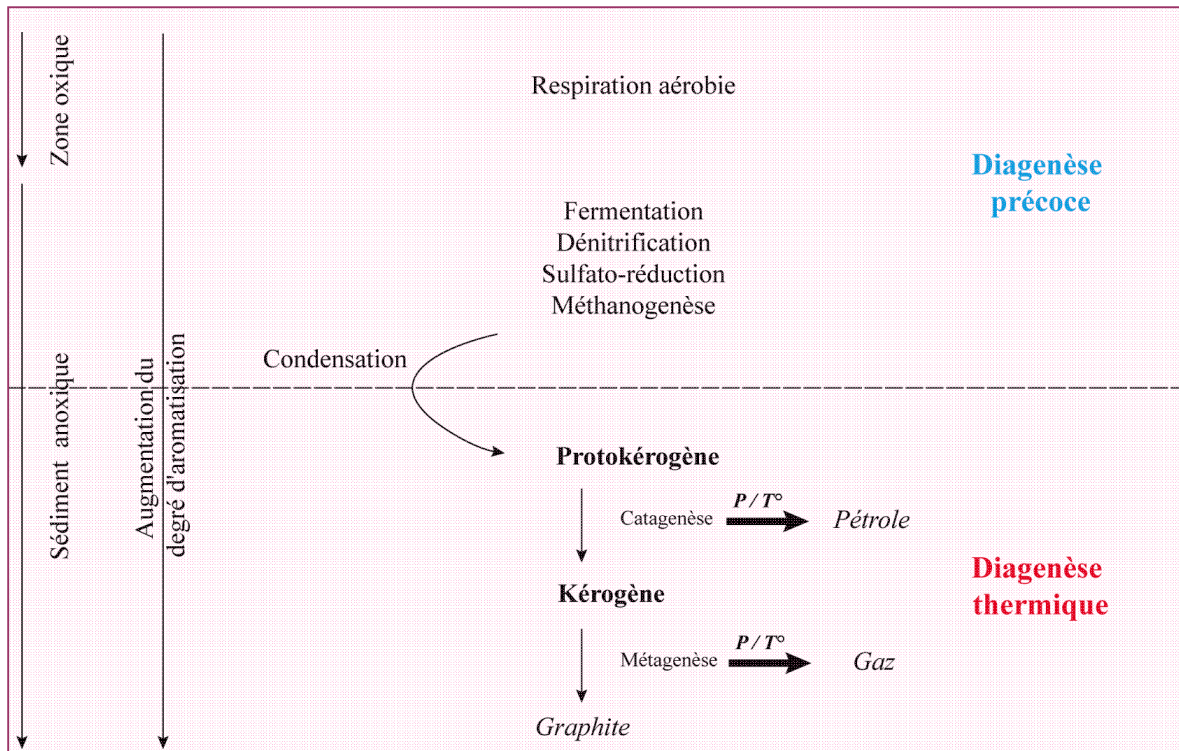 Zone oxique
Respiration aérobie
Diagenèse
précoce
Fermentation
Dénitrification
Sulfato-réduction
Méthanogenèse
Sédiment anoxique
Augmentation du
degré d'aromatisation
Condensation
Protokérogène
Catagenèse
P / T°
Pétrole
Kérogène
Diagenèse
thermique
Métagenèse
P / T°
Gaz
Graphite